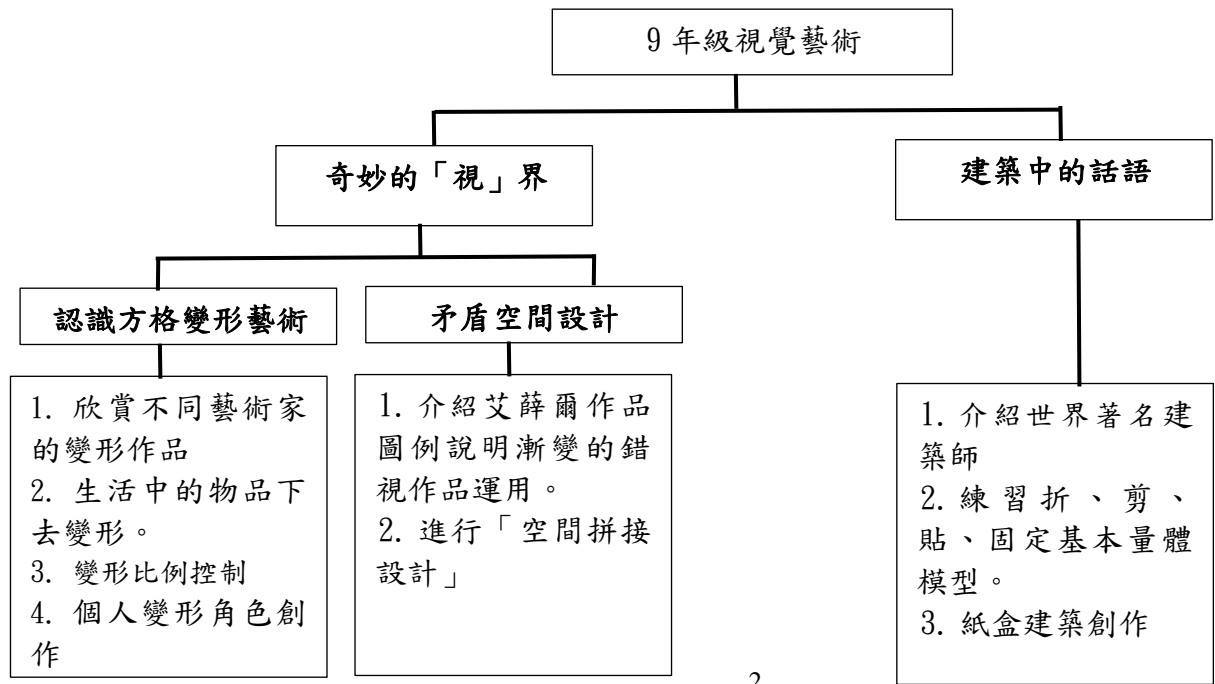 9 年級視覺藝術
奇妙的「視」界
建築中的話語
認識方格變形藝術
矛盾空間設計
1. 欣賞不同藝術家
的變形作品
2. 生活中的物品下
去變形。
3. 變形比例控制
4. 個人變形角色創
作
1. 介紹艾薛爾作品
圖例說明漸變的錯
視作品運用。
2. 進行「空間拼接
設計」
1. 介紹世界著名建
築師
2. 練習折、剪、
貼、固定基本量體
模型。
3. 紙盒建築創作
2